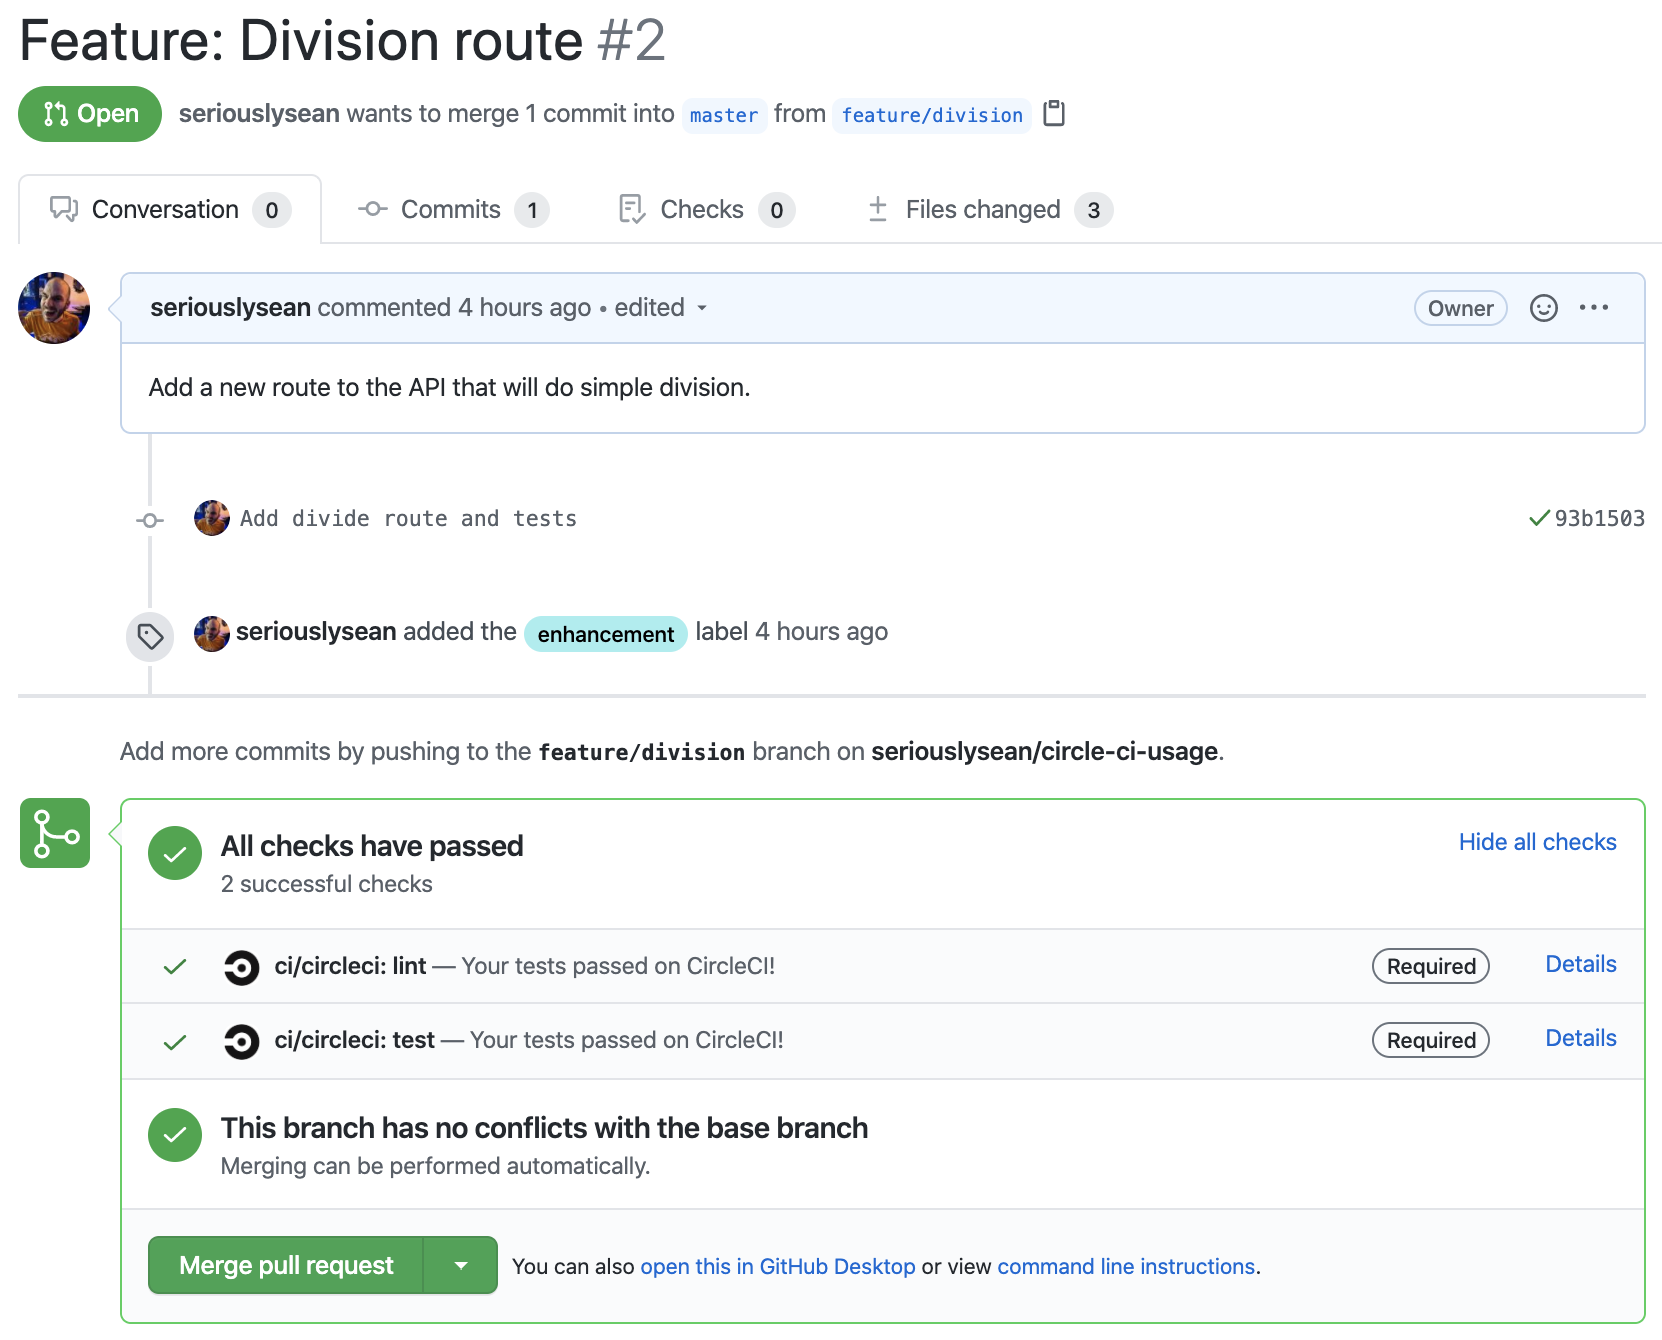 Feature: Division route #2
Open seriouslysean wants to merge 1 commit into master from feature/division
Conversation 0 Commits 1 Checks 0 Files changed 3
seriouslysean commented 4 hours ago • edited Owner
Add a new route to the API that will do simple division.
Add divide route and tests 93b1503
seriouslysean added the enhancement label 4 hours ago
Add more commits by pushing to the feature/division branch on seriouslysean/circle-ci-usage.
All checks have passed Hide all checks
2 successful checks
ci/circleci: lint — Your tests passed on CircleCI! Required Details
ci/circleci: test — Your tests passed on CircleCI! Required Details
This branch has no conflicts with the base branch
Merging can be performed automatically.
Merge pull request You can also open this in GitHub Desktop or view command line instructions.